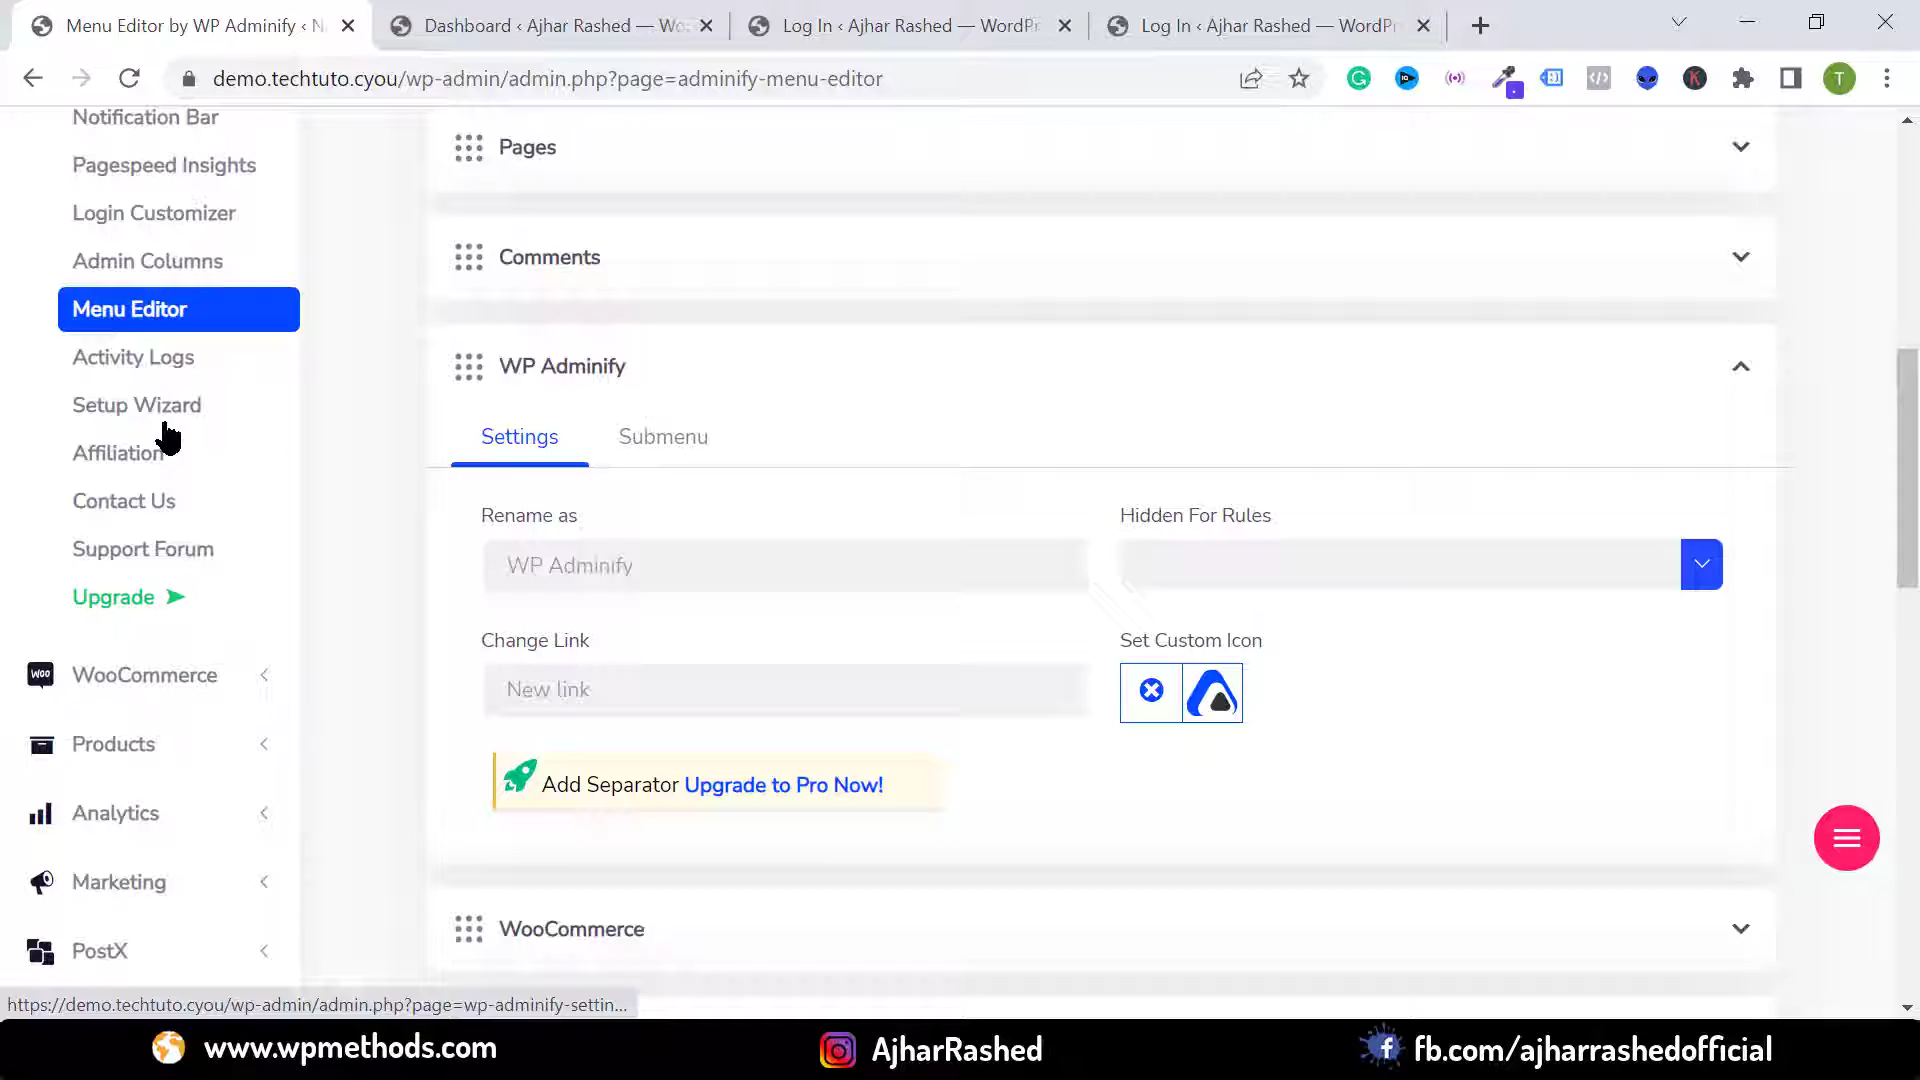 Menu Editor by WP Adminify ‹ N
Dashboard ‹ Ajhar Rashed — Wo
Log In ‹ Ajhar Rashed — WordPr
Log In ‹ Ajhar Rashed — WordPr
demo.techtuto.cyou/wp-admin/admin.php?page=adminify-menu-editor
T
Notification Bar
Pagespeed Insights
Login Customizer
Admin Columns
Menu Editor
Activity Logs
Setup Wizard
Affiliation
Contact Us
Support Forum
Upgrade ➤
WooCommerce
Products
Analytics
Marketing
PostX
Pages
Comments
WP Adminify
Settings
Submenu
Rename as
WP Adminify
Hidden For Rules
Change Link
New link
Set Custom Icon
Add Separator Upgrade to Pro Now!
WooCommerce
https://demo.techtuto.cyou/wp-admin/admin.php?page=wp-adminify-settin...
www.wpmethods.com
AjharRashed
fb.com/ajharrashedofficial